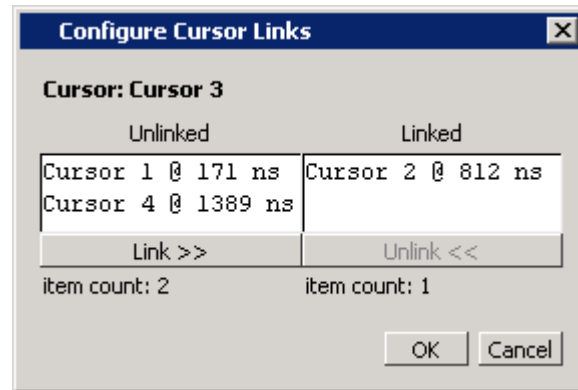 Configure Cursor Links
Cursor: Cursor 3
Unlinked Linked
Cursor 1 @ 171 ns Cursor 2 @ 812 ns
Cursor 4 @ 1389 ns
Link >> Unlink <<
item count: 2 item count: 1
OK Cancel